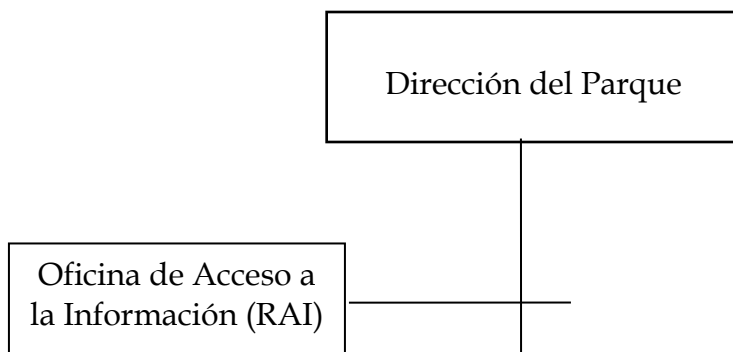 Dirección del Parque
Oficina de Acceso a
la Información (RAI)